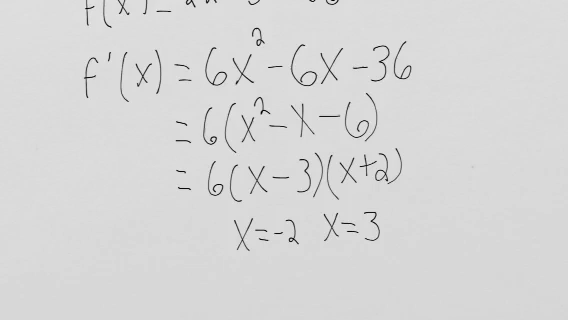 f'(x) = 6x² - 6x - 36
= 6(x² - x - 6)
= 6(x - 3)(x + 2)
x = -2 x = 3